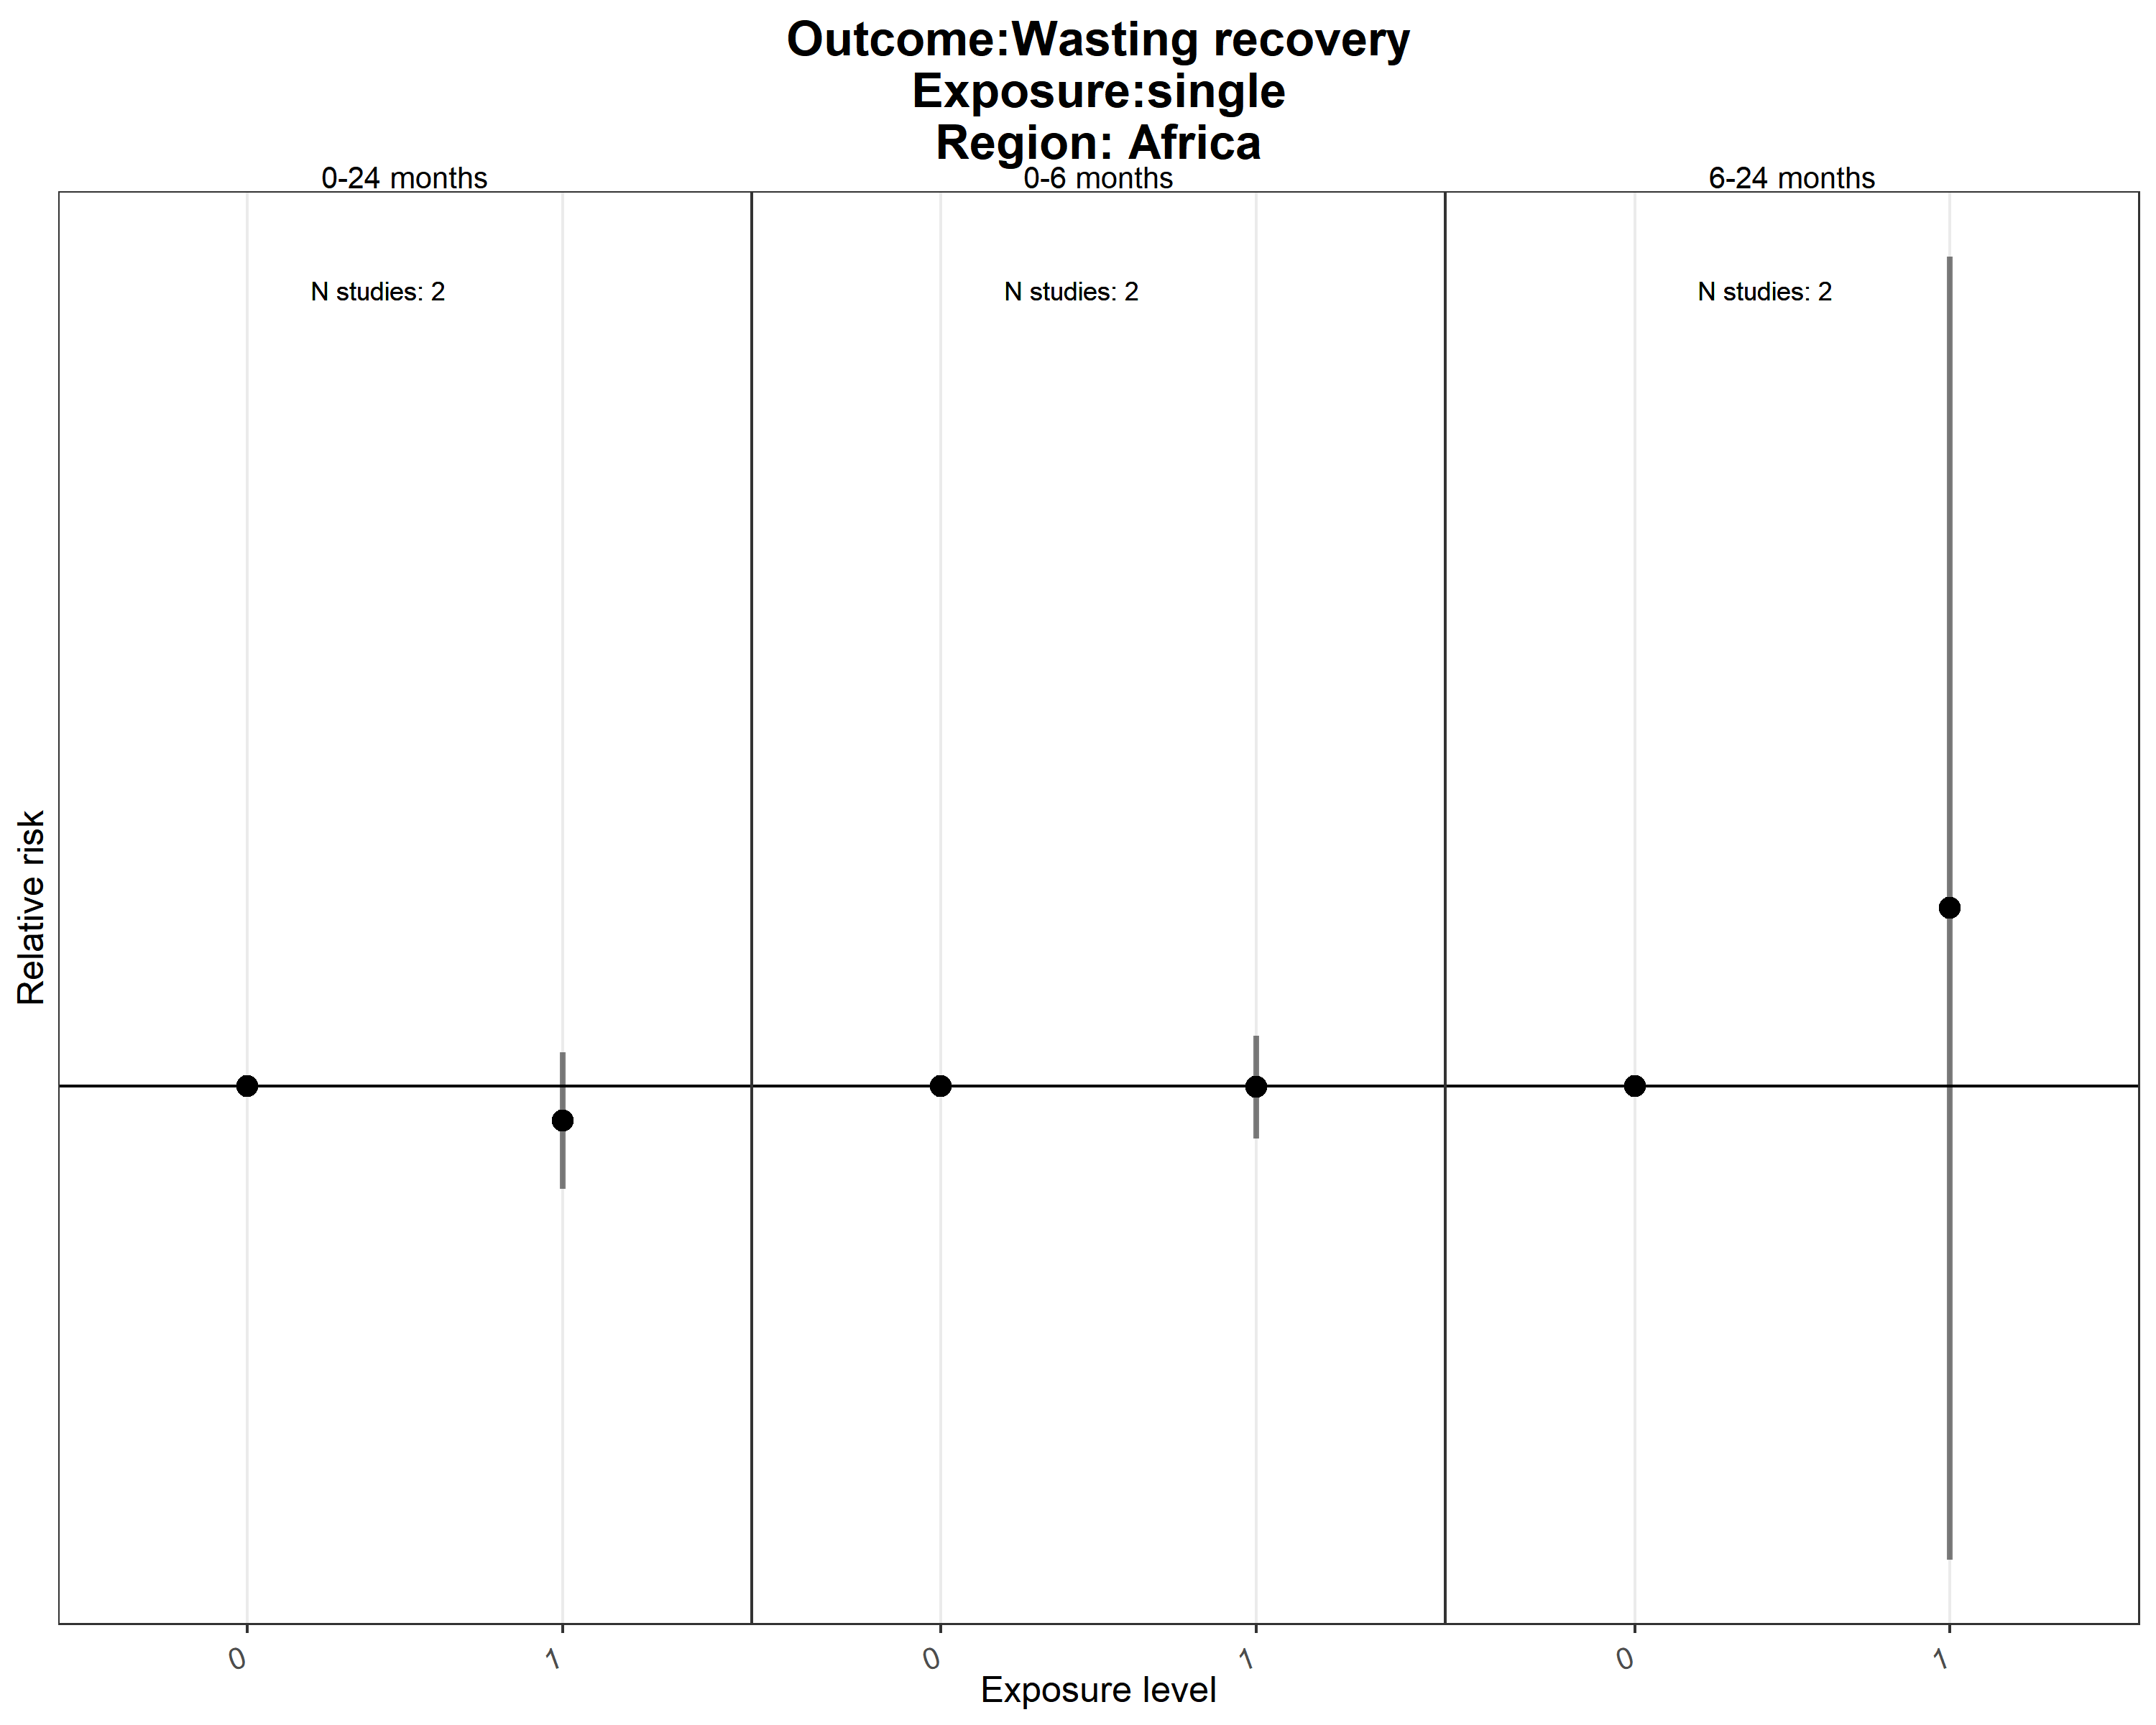 Outcome:Wasting recovery
Exposure:single
Region: Africa
0-24 months
0-6 months
6-24 months
N studies: 2
N studies: 2
N studies: 2
Relative risk
0
1
0
1
0
1
Exposure level